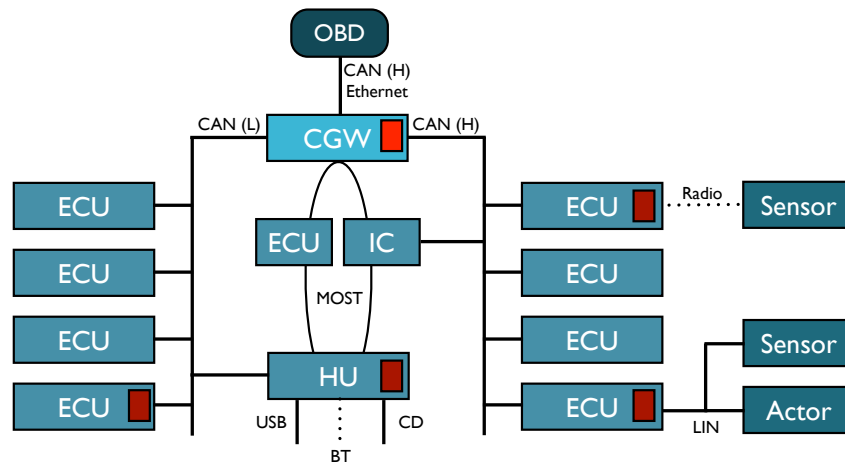 OBD
CAN (H)
Ethernet
CAN (L)
CGW
CAN (H)
ECU
ECU
Radio
Sensor
ECU
IC
ECU
ECU
MOST
ECU
ECU
Sensor
HU
ECU
ECU
Actor
USB
CD
LIN
BT